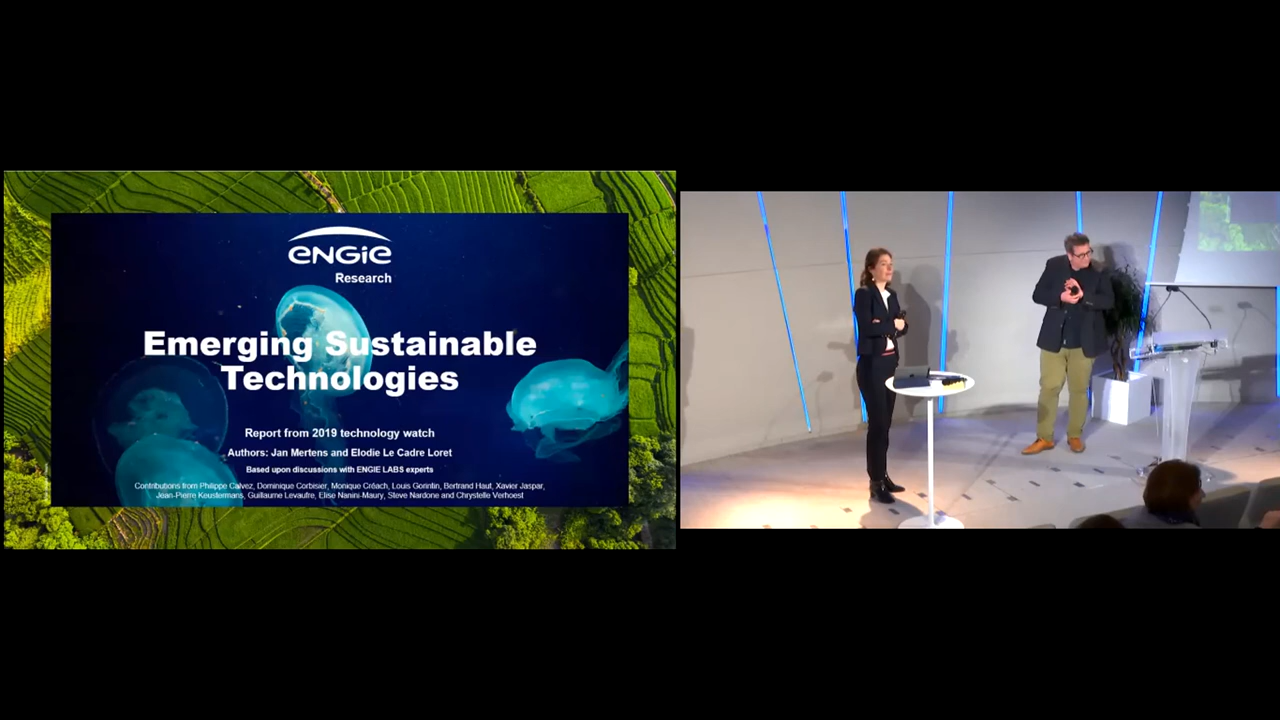 ENGIE
Research
Emerging Sustainable
Technologies
Report from 2019 technology watch
Authors: Jan Mertens and Elodie Le Cadre Loret
Based upon discussions with ENGIE LABS experts
Contributions from Philippe Calvez, Dominique Corbisier, Monique Créach, Louis Gorintin, Bertrand Haut, Xavier Jaspar,
Jean-Pierre Keustermans, Guillaume Levaufre, Elise Nanini-Maury, Steve Nardone and Chrystelle Verhoest